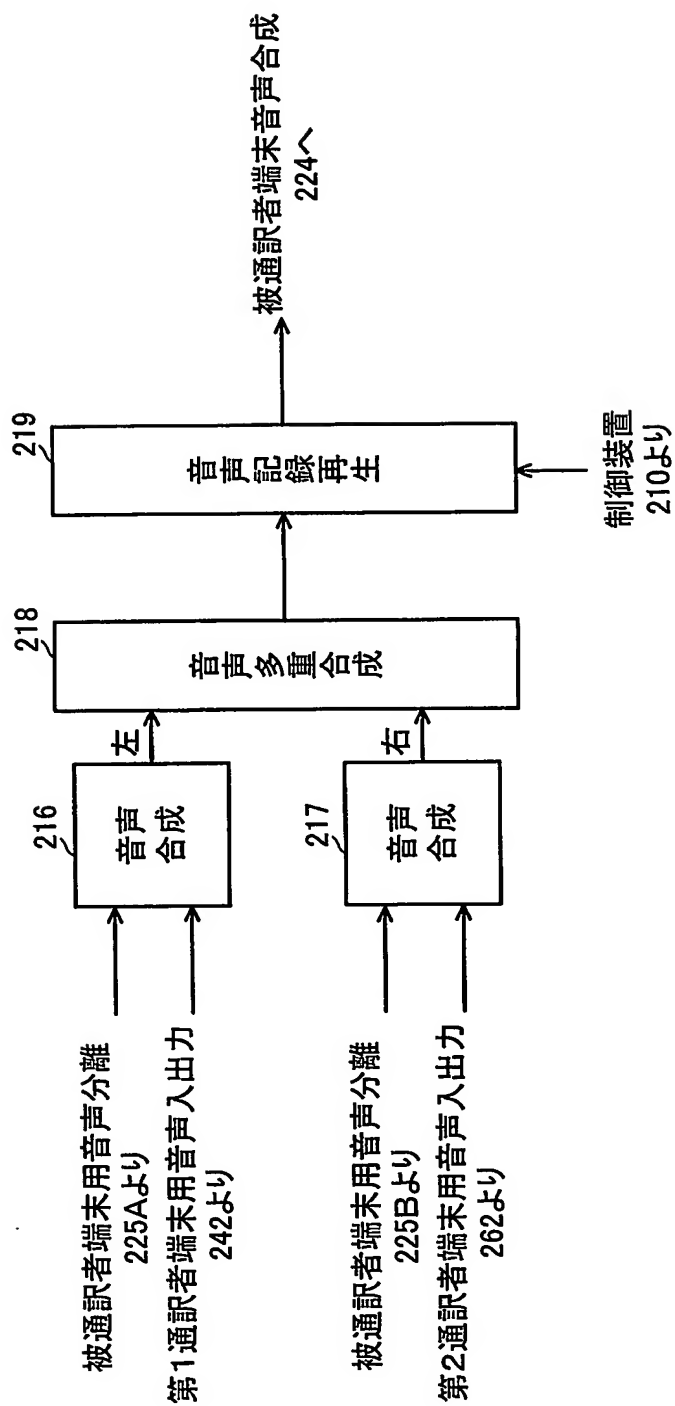 被通訳者端末用音声分離
225Aより
第1通訳者端末用音声入出力
242より
216
音声
合成
左
被通訳者端末用音声分離
225Bより
第2通訳者端末用音声入出力
262より
217
音声
合成
右
218
音声多重合成
219
音声記録再生
制御装置
210より
被通訳者端末音声合成
224へ